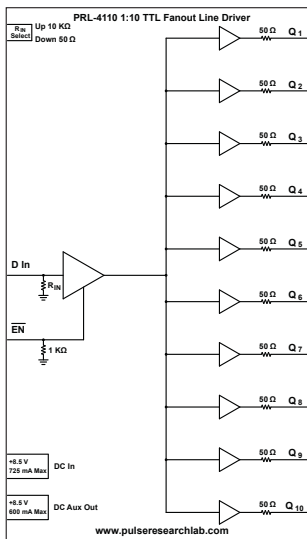 PRL-4110 1:10 TTL Fanout Line Driver
RIN Select
Up 10 KΩ
Down 50 Ω
50 Ω Q1
50 Ω Q2
50 Ω Q3
50 Ω Q4
50 Ω Q5
D In
RIN
50 Ω Q6
EN
1 KΩ
50 Ω Q7
50 Ω Q8
50 Ω Q9
+8.5 V
725 mA Max
DC In
+8.5 V
600 mA Max
DC Aux Out
50 Ω Q10
www.pulseresearchlab.com